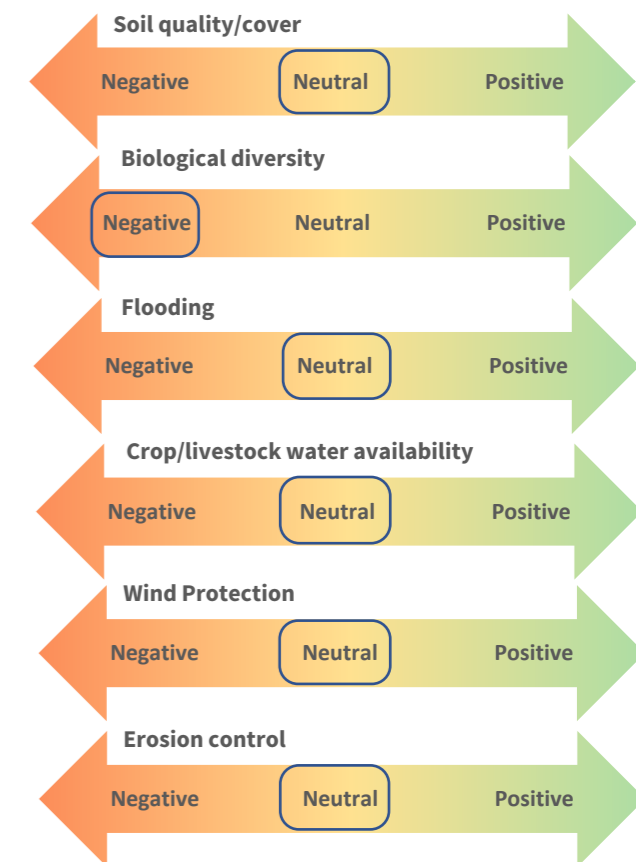 Soil quality/cover
Negative Neutral Positive
Biological diversity
Negative Neutral Positive
Flooding
Negative Neutral Positive
Crop/livestock water availability
Negative Neutral Positive
Wind Protection
Negative Neutral Positive
Erosion control
Negative Neutral Positive